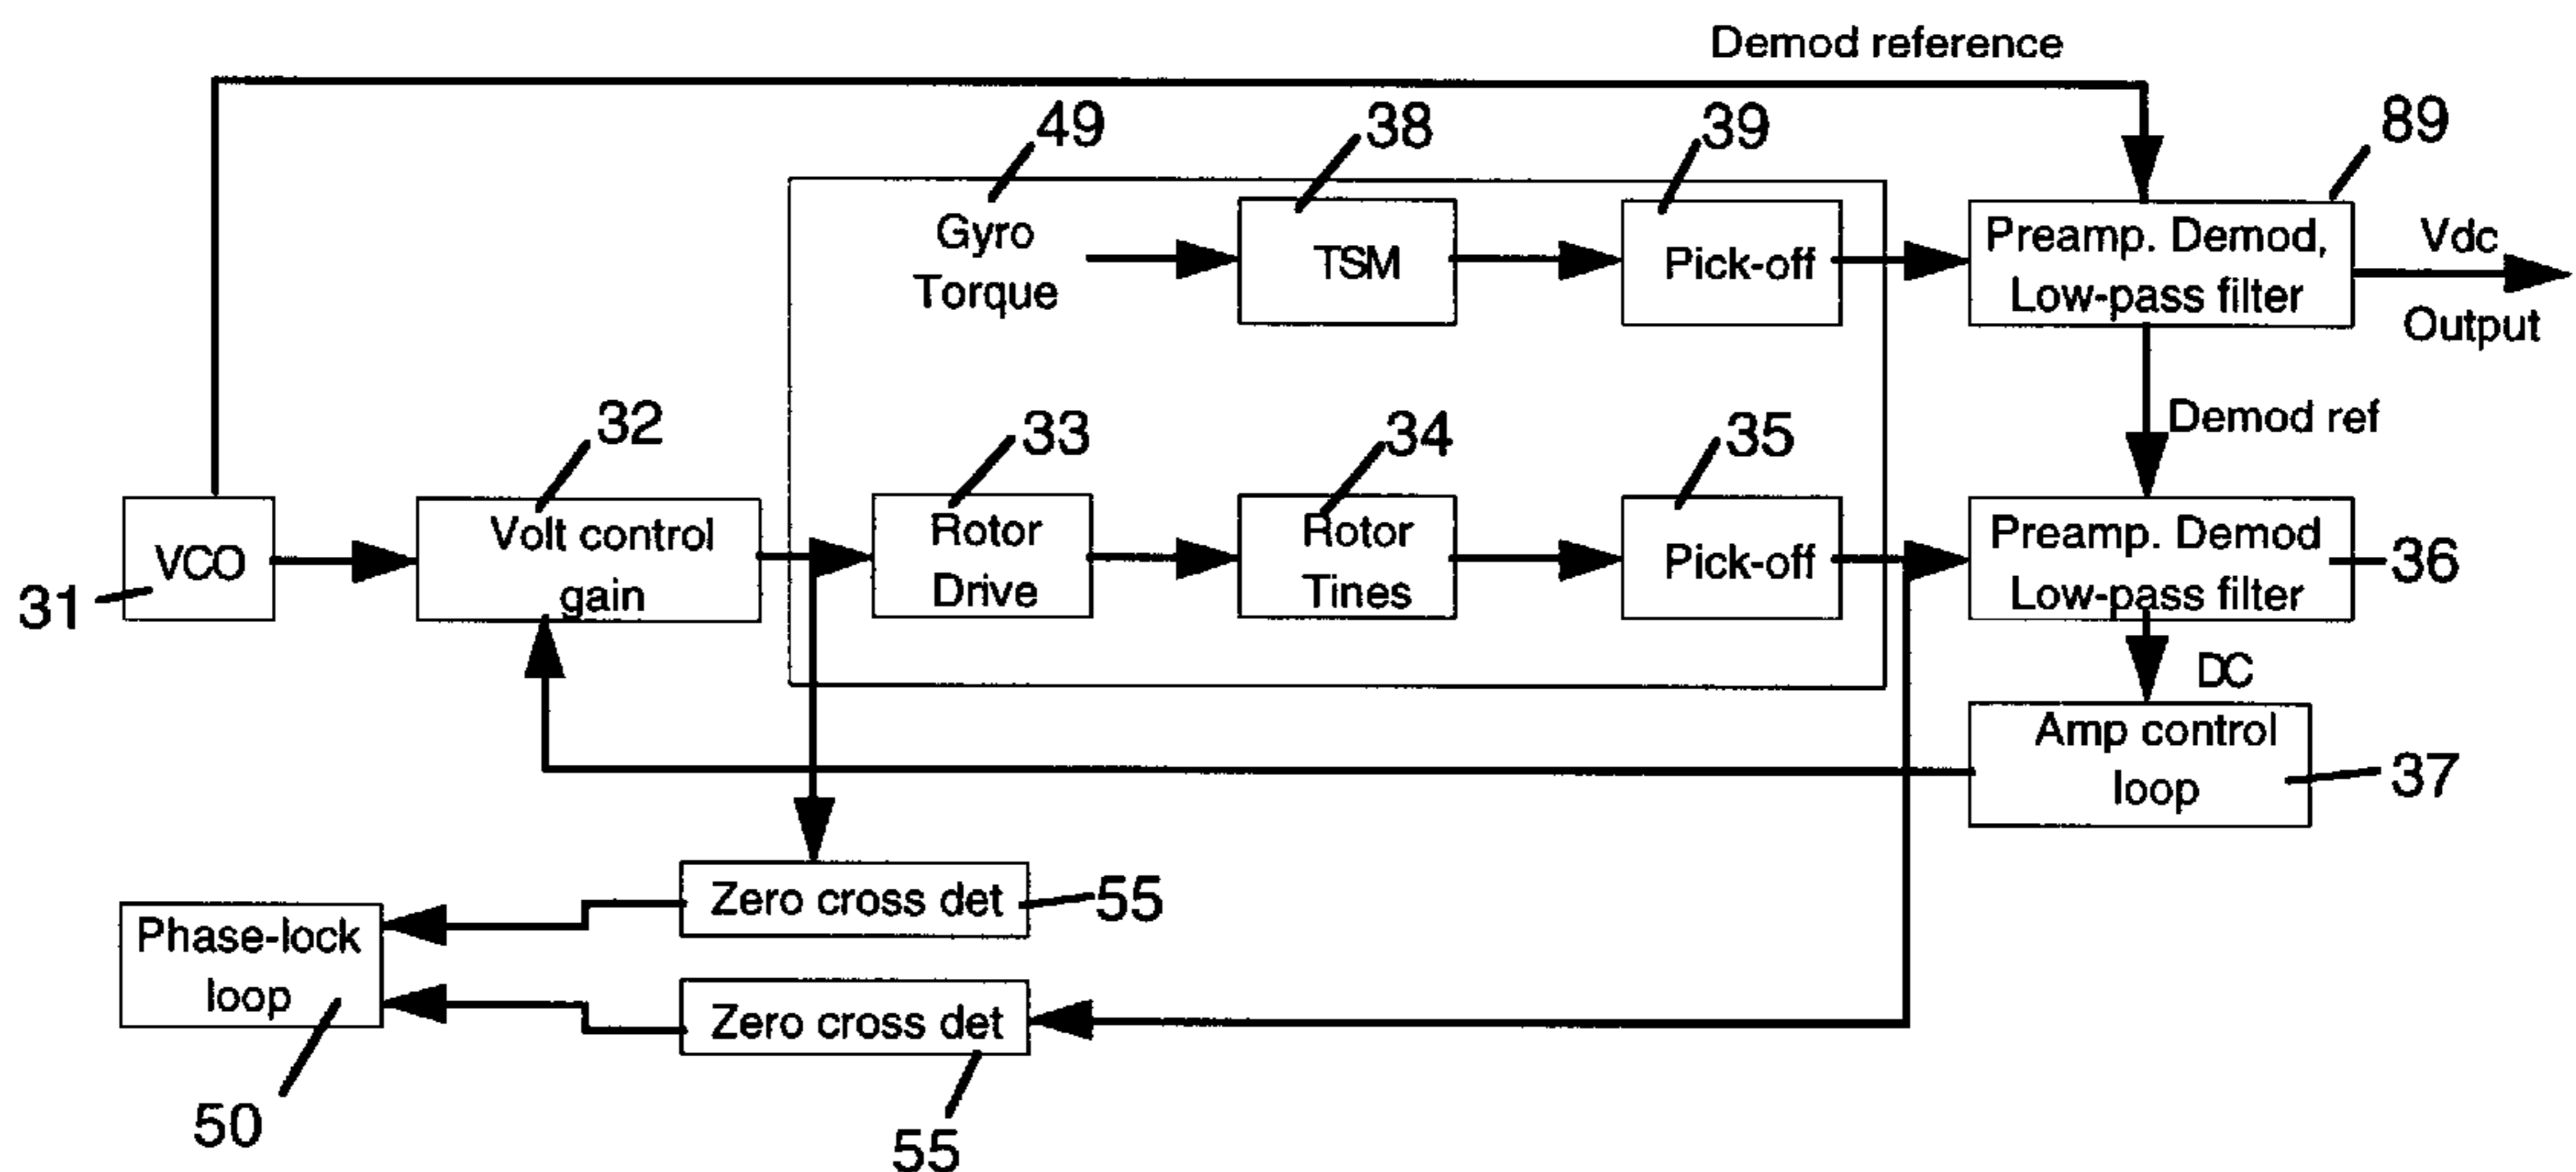 Demod reference
49
38
39
89
Gyro
Torque
TSM
Pick-off
Preamp. Demod,
Low-pass filter
Vdc
Output
Demod ref
32
33
34
35
VCO
31
Volt control
gain
Rotor
Drive
Rotor
Tines
Pick-off
Preamp. Demod
Low-pass filter
36
DC
Amp control
loop
37
Zero cross det
55
Phase-lock
loop
50
Zero cross det
55